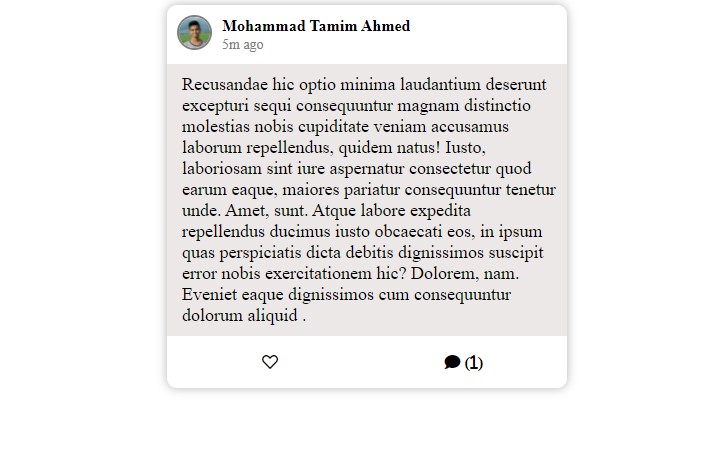 Mohammad Tamim Ahmed
5m ago
Recusandae hic optio minima laudantium deserunt
excepturi sequi consequuntur magnam distinctio
molestias nobis cupiditate veniam accusamus
laborum repellendus, quidem natus! Iusto,
laboriosam sint iure aspernatur consectetur quod
earum eaque, maiores pariatur consequuntur tenetur
unde. Amet, sunt. Atque labore expedita
repellendus ducimus iusto obcaecati eos, in ipsum
quas perspiciatis dicta debitis dignissimos suscipit
error nobis exercitationem hic? Dolorem, nam.
Eveniet eaque dignissimos cum consequuntur
dolorum aliquid .
(1)